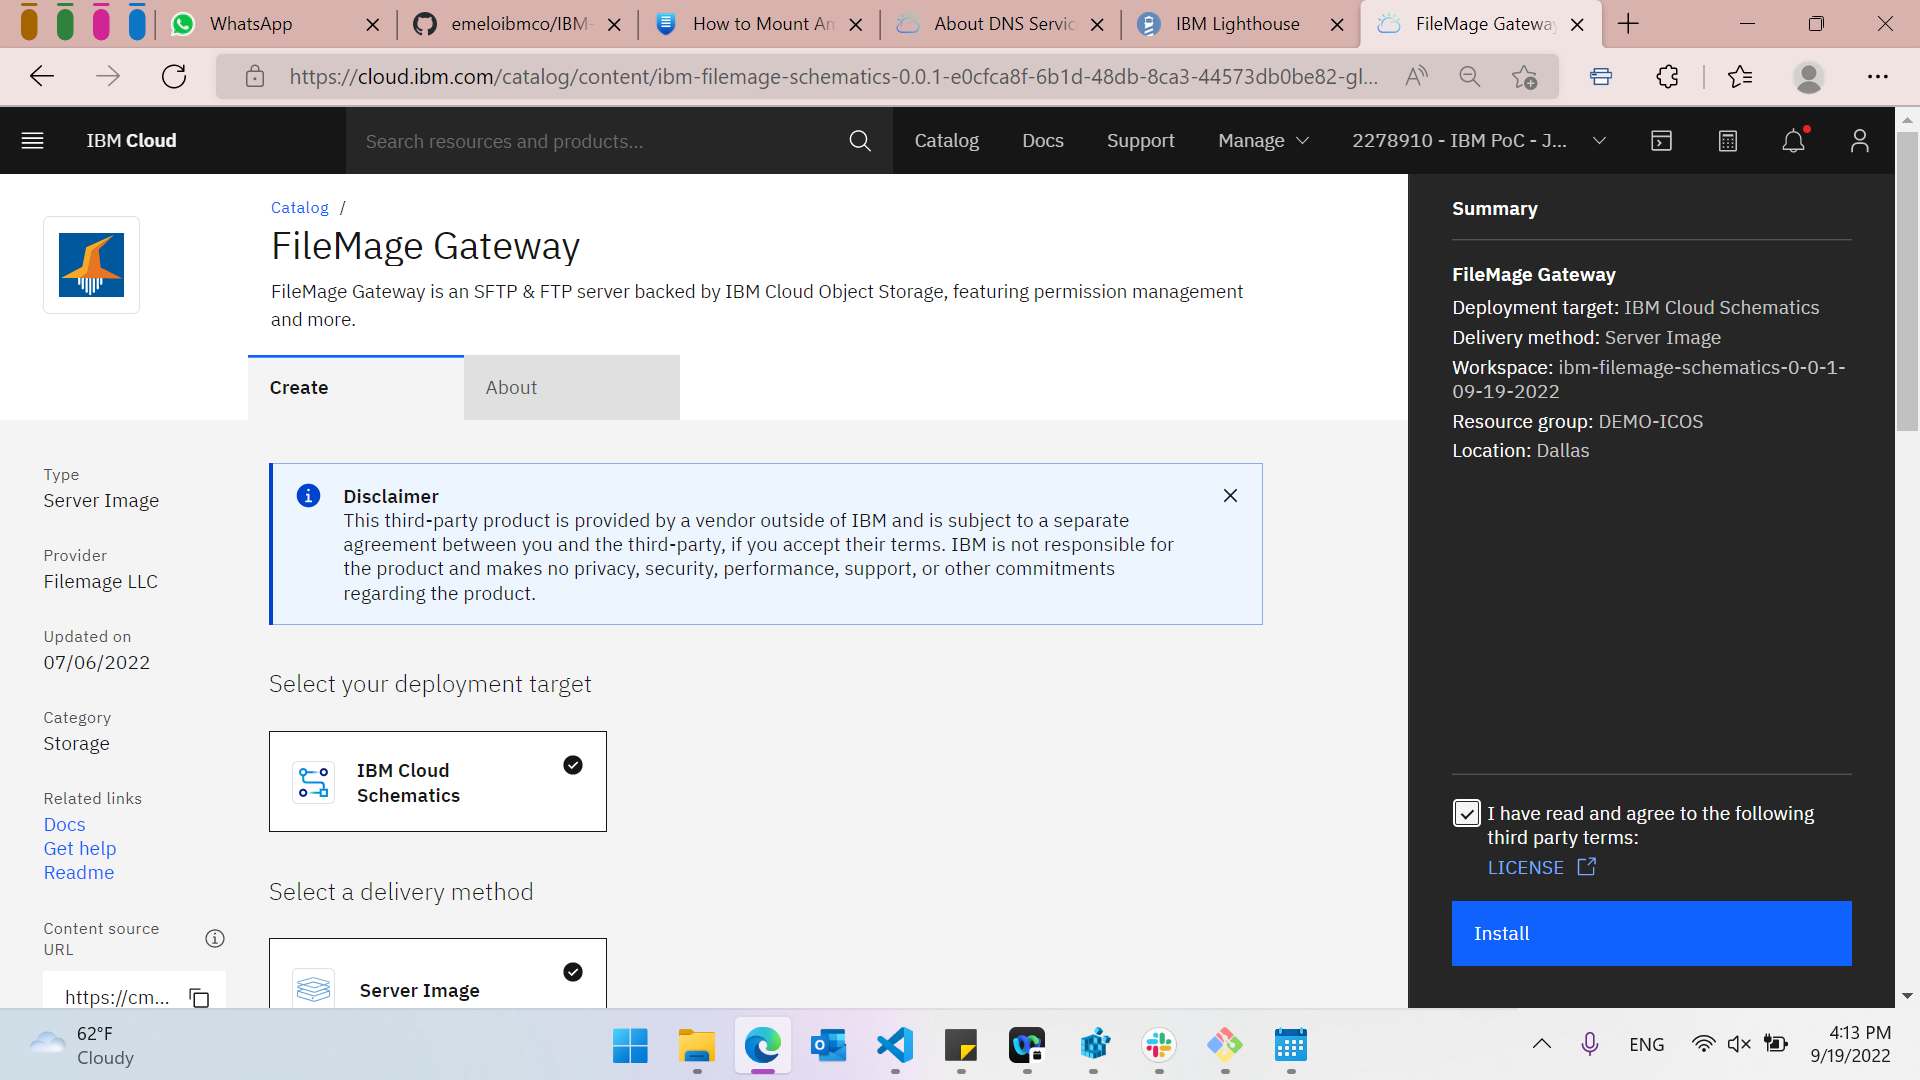 WhatsApp
emeloibmco/IBM-
How to Mount An
About DNS Servic
IBM Lighthouse
FileMage Gateway
https://cloud.ibm.com/catalog/content/ibm-filemage-schematics-0.0.1-e0cfca8f-6b1d-48db-8ca3-44573db0be82-gl...
IBM Cloud
Search resources and products...
Catalog
Docs
Support
Manage
2278910 - IBM PoC - J...
Catalog /
FileMage Gateway
FileMage Gateway is an SFTP & FTP server backed by IBM Cloud Object Storage, featuring permission management
and more.
Create
About
Type
Server Image
Provider
Filemage LLC
Updated on
07/06/2022
Category
Storage
Related links
Docs
Get help
Readme
Content source
URL
https://cm...
Disclaimer
This third-party product is provided by a vendor outside of IBM and is subject to a separate
agreement between you and the third-party, if you accept their terms. IBM is not responsible for
the product and makes no privacy, security, performance, support, or other commitments
regarding the product.
Select your deployment target
IBM Cloud
Schematics
Select a delivery method
Server Image
Summary
FileMage Gateway
Deployment target: IBM Cloud Schematics
Delivery method: Server Image
Workspace: ibm-filemage-schematics-0-0-1-
09-19-2022
Resource group: DEMO-ICOS
Location: Dallas
I have read and agree to the following
third party terms:
LICENSE
Install
62°F
Cloudy
ENG
4:13 PM
9/19/2022